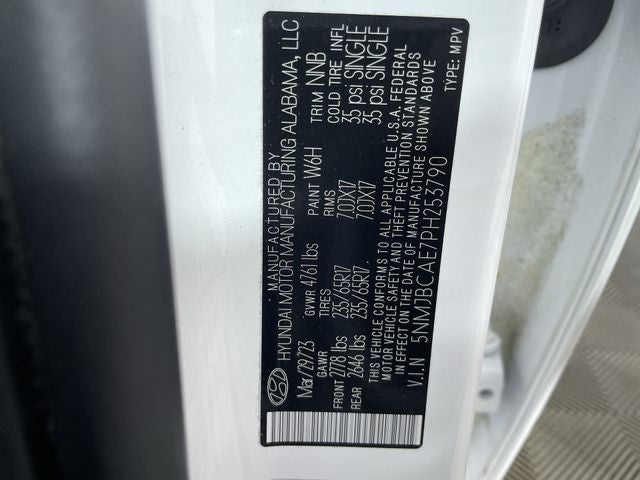 MANUFACTURED BY
HYUNDAI MOTOR MANUFACTURING ALABAMA, LLC
Mar/29/23 GVWR 4761 lbs PAINT W6H TRIM NNB
GAWR TIRES RIMS COLD TIRE INFL
FRONT 2778 lbs 235/65R17 7.0JX17 35 psi SINGLE
REAR 2646 lbs 235/65R17 7.0JX17 35 psi SINGLE
THIS VEHICLE CONFORMS TO ALL APPLICABLE U.S.A. FEDERAL
MOTOR VEHICLE SAFETY AND THEFT PREVENTION STANDARDS
IN EFFECT ON THE DATE OF MANUFACTURE SHOWN ABOVE
V.I.N 5NMJBCAE7PH253790 TYPE: MPV